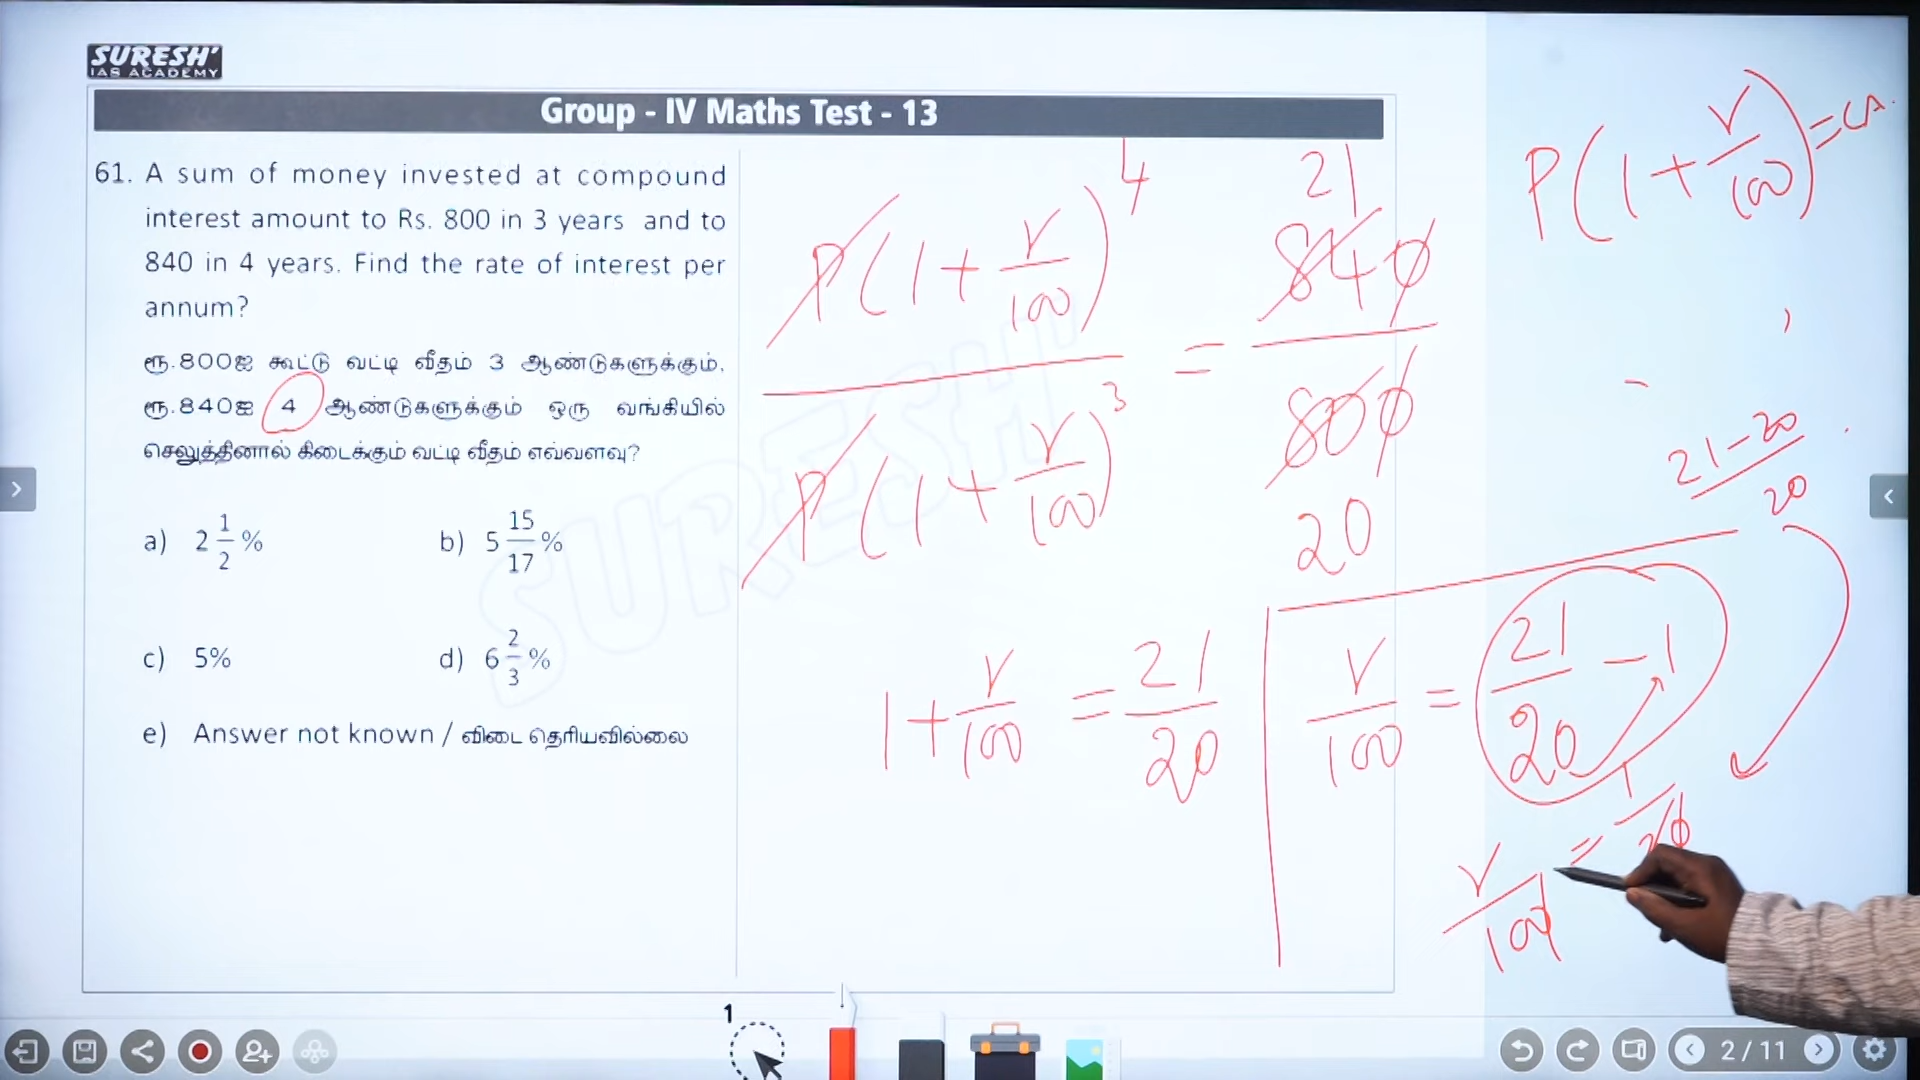 SURESH'
IAS ACADEMY
Group - IV Maths Test - 13
61. A sum of money invested at compound
interest amount to Rs. 800 in 3 years and to
840 in 4 years. Find the rate of interest per
annum?
ரூ.800ஐ கூட்டு வட்டி வீதம் 3 ஆண்டுகளுக்கும்,
ரூ.840ஐ 4 ஆண்டுகளுக்கும் ஒரு வங்கியில்
செலுத்தினால் கிடைக்கும் வட்டி வீதம் எவ்வளவு?
a) 2 1/2 %
b) 5 15/17 %
c) 5%
d) 6 2/3 %
e) Answer not known / விடை தெரியவில்லை
SURESH'
P(1 + r/100)^4
P(1 + r/100)^3
=
21
840
800
20
1 + r/100 = 21/20
r/100 = 21/20 - 1
P(1 + r/100) = CA.
21 - 20
20
r/100 = 1/20
1
2 / 11